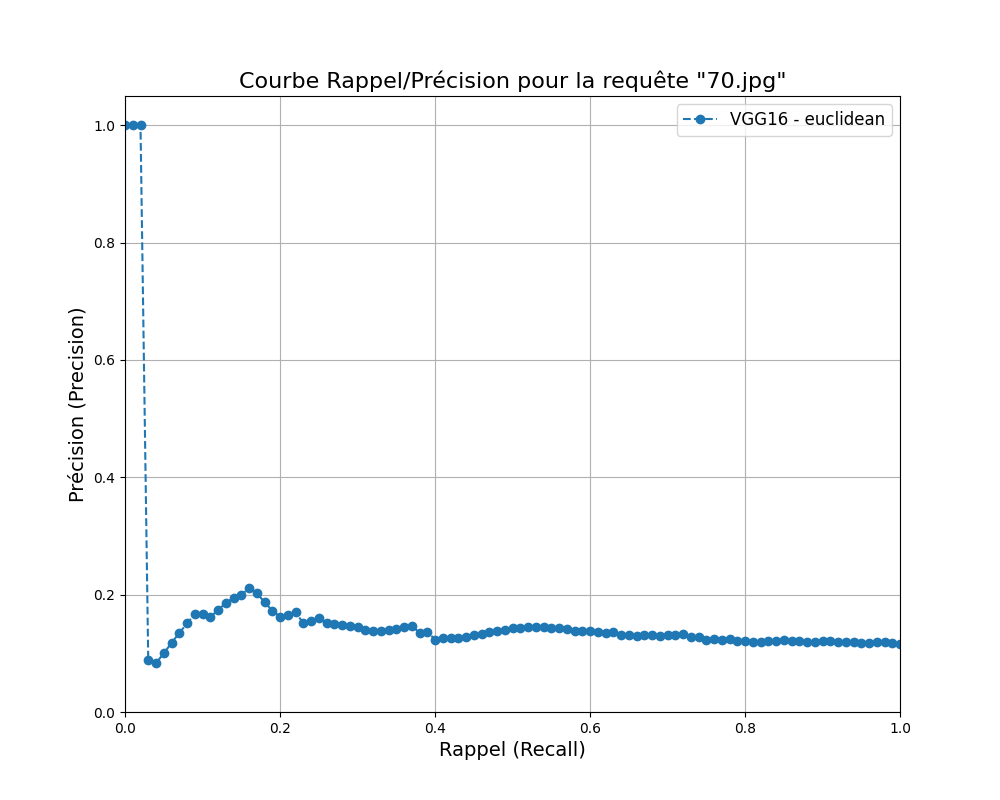 Courbe Rappel/Précision pour la requête "70.jpg"
VGG16 - euclidean
Précision (Precision)
1.0
0.8
0.6
0.4
0.2
0.0
0.0 0.2 0.4 0.6 0.8 1.0
Rappel (Recall)